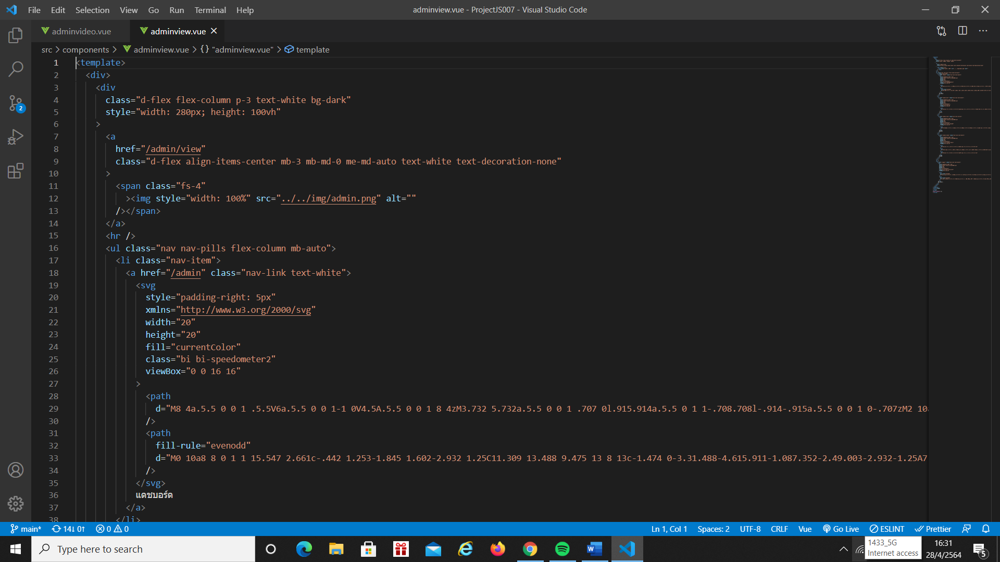 File Edit Selection View Go Run Terminal Help
adminview.vue - ProjectJS007 - Visual Studio Code
adminvideo.vue
adminview.vue
src > components > adminview.vue > {} "adminview.vue" > template
1 <template>
2 <div>
3 <div
4 class="d-flex flex-column p-3 text-white bg-dark"
5 style="width: 280px; height: 100vh"
6 >
7 <a
8 href="/admin/view"
9 class="d-flex align-items-center mb-3 mb-md-0 me-md-auto text-white text-decoration-none"
10 >
11 <span class="fs-4"
12 ><img style="width: 100%" src="../../img/admin.png" alt=""
13 /></span>
14 </a>
15 <hr />
16 <ul class="nav nav-pills flex-column mb-auto">
17 <li class="nav-item">
18 <a href="/admin" class="nav-link text-white">
19 <svg
20 style="padding-right: 5px"
21 xmlns="http://www.w3.org/2000/svg"
22 width="20"
23 height="20"
24 fill="currentColor"
25 class="bi bi-speedometer2"
26 viewBox="0 0 16 16"
27 >
28 <path
29 d="M8 4a.5.5 0 0 1 .5.5V6a.5.5 0 0 1-1 0V4.5A.5.5 0 0 1 8 4zM3.732 5.732a.5.5 0 0 1 .707 0l.915.914a.5.5 0 1 1-.708.708l-.914-.915a.5.5 0 0 1 0-.707zM2 10
30 />
31 <path
32 fill-rule="evenodd"
33 d="M0 10a8 8 0 1 1 15.547 2.661c-.442 1.253-1.845 1.602-2.932 1.25C11.309 13.488 9.475 13 8 13c-1.474 0-3.31.488-4.615.911-1.087.352-2.49.003-2.932-1.25A7
34 />
35 </svg>
36 แดชบอร์ด
37 </a>
38 </li>
2
main* 14↓ 0↑ 0 0
Ln 1, Col 1 Spaces: 2 UTF-8 CRLF Vue Go Live ESLINT Prettier
Type here to search
1433_5G
Internet access
16:31
28/4/2564
5